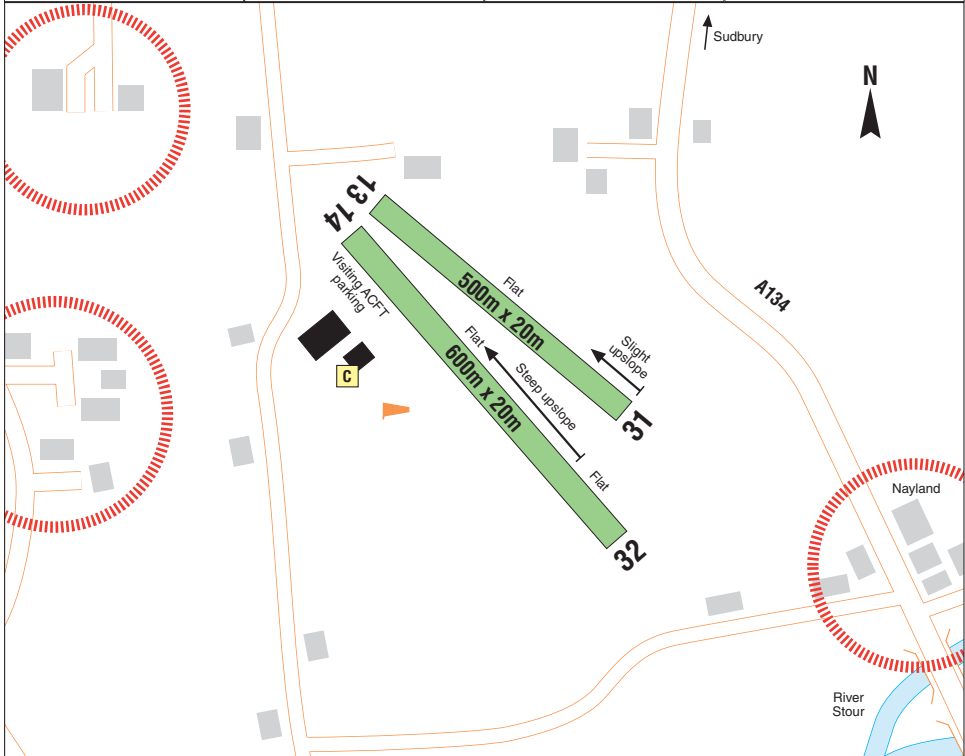 Sudbury
N
13
14
Visiting ACFT
parking
Flat
500m x 20m
Slight
upslope
31
A134
C
Flat
600m x 20m
Steep upslope
Flat
32
Nayland
River
Stour